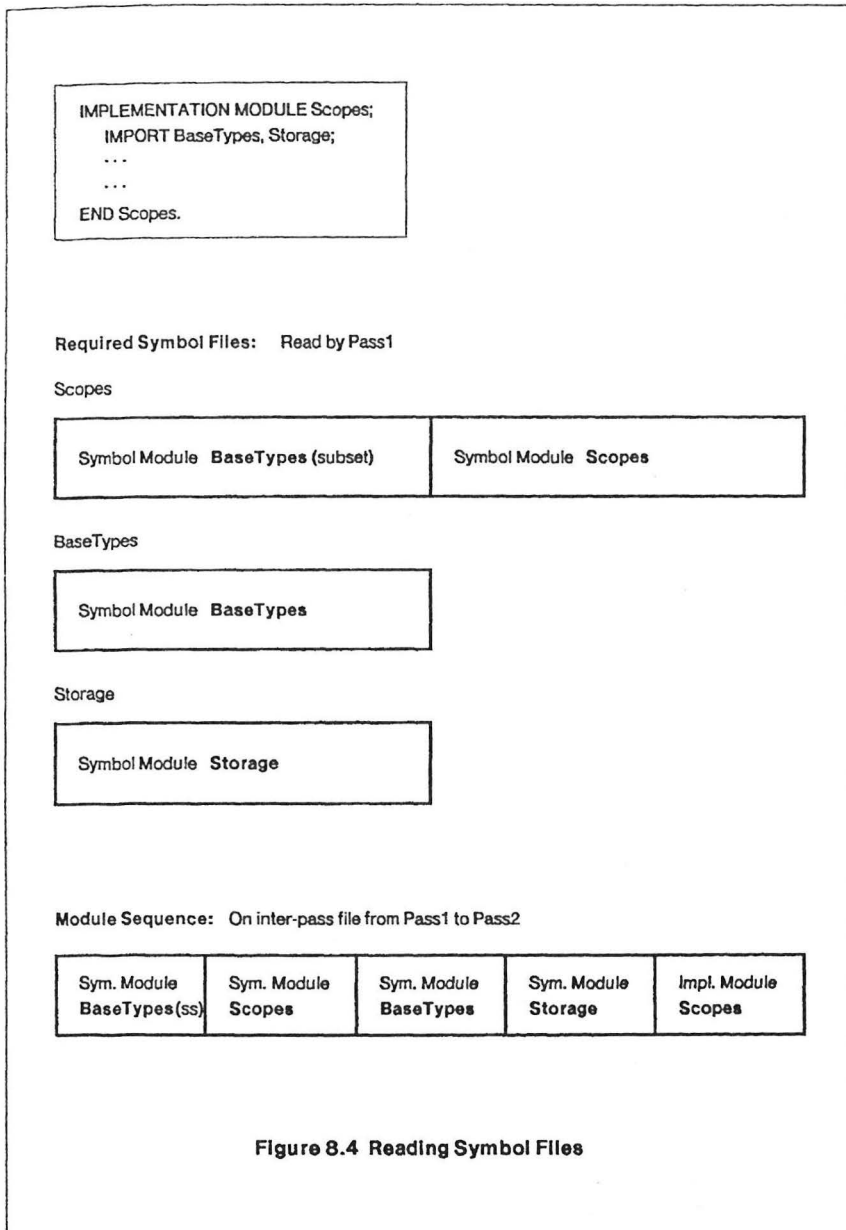 IMPLEMENTATION MODULE Scopes;
IMPORT BaseTypes, Storage;
...
...
END Scopes.
Required Symbol Files: Read by Pass1
Scopes
Symbol Module BaseTypes (subset) Symbol Module Scopes
BaseTypes
Symbol Module BaseTypes
Storage
Symbol Module Storage
Module Sequence: On inter-pass file from Pass1 to Pass2
Sym. Module Sym. Module Sym. Module Sym. Module Impl. Module
BaseTypes(ss) Scopes BaseTypes Storage Scopes
Figure 8.4 Reading Symbol Files